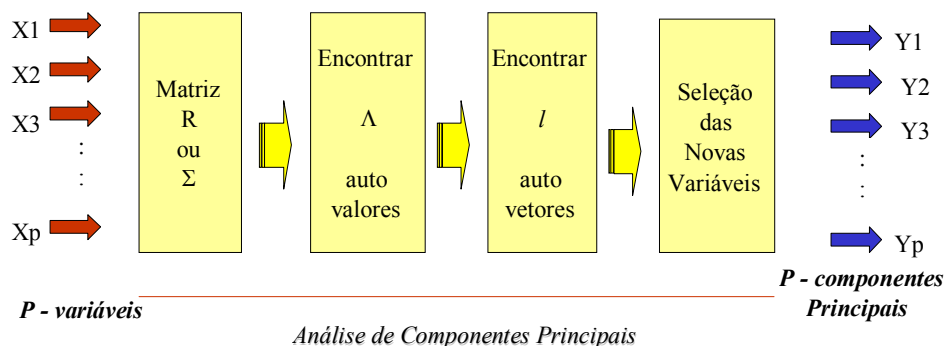 X1
X2
X3
:
:
Xp
P - variáveis
Matriz
R
ou
Σ
Encontrar
Λ
auto
valores
Encontrar
l
auto
vetores
Seleção
das
Novas
Variáveis
Y1
Y2
Y3
:
:
Yp
P - componentes
Principais
Análise de Componentes Principais